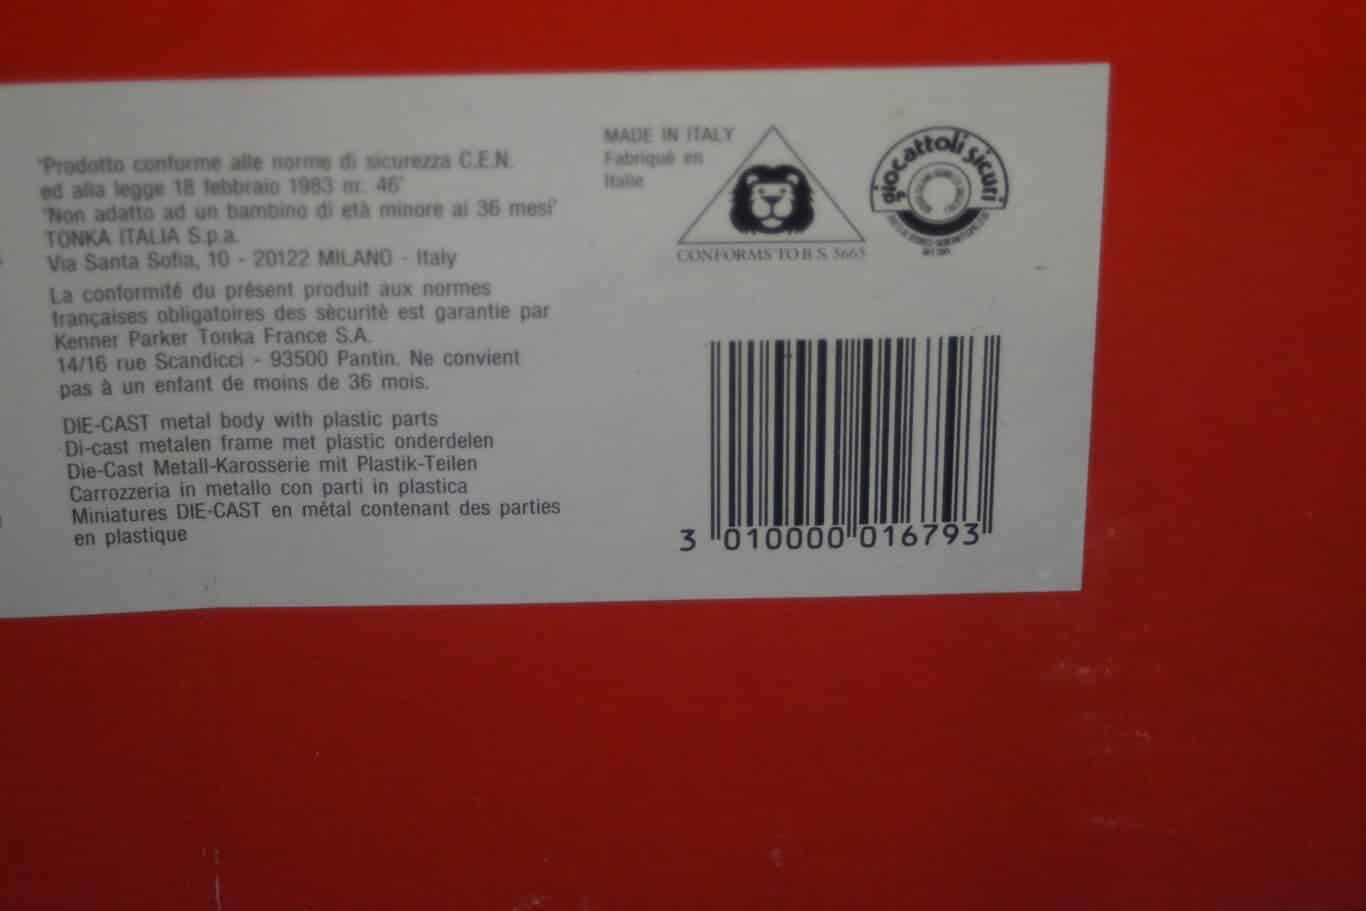 "Prodotto conforme alle norme di sicurezza C.E.N.
ed alla legge 18 febbraio 1983 nr. 46"
"Non adatto ad un bambino di età minore ai 36 mesi"
TONKA ITALIA S.p.a.
Via Santa Sofia, 10 - 20122 MILANO - Italy
La conformité du présent produit aux normes
françaises obligatoires des sècuritè est garantie par
Kenner Parker Tonka France S.A.
14/16 rue Scandicci - 93500 Pantin. Ne convient
pas à un enfant de moins de 36 mois.
DIE-CAST metal body with plastic parts
Di-cast metalen frame met plastic onderdelen
Die-Cast Metall-Karosserie mit Plastik-Teilen
Carrozzeria in metallo con parti in plastica
Miniatures DIE-CAST en métal contenant des parties
en plastique
MADE IN ITALY
Fabriqué en
Italie
CONFORMS TO B.S. 5665
giocattoli sicuri
3 010000 016793